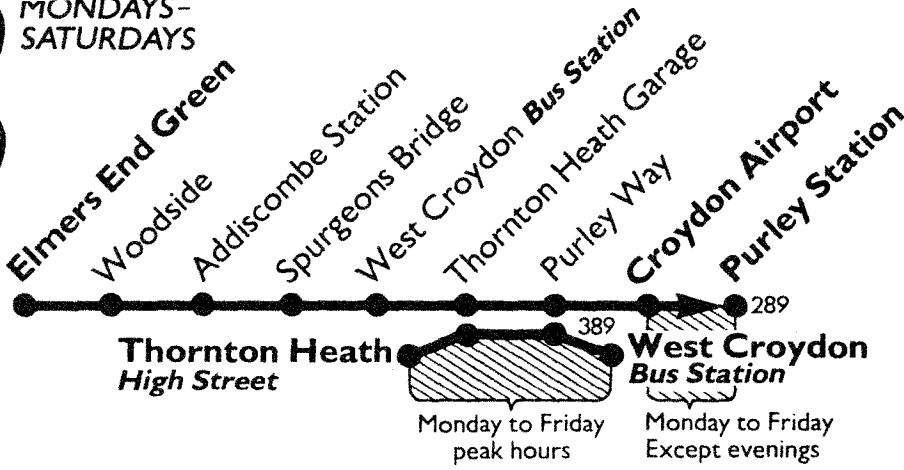 MONDAYS–
SATURDAYS
Elmers End Green
Woodside
Addiscombe Station
Spurgeons Bridge
West Croydon Bus Station
Thornton Heath Garage
Purley Way
Croydon Airport
Purley Station
289
389
Thornton Heath
High Street
West Croydon
Bus Station
Monday to Friday
peak hours
Monday to Friday
Except evenings